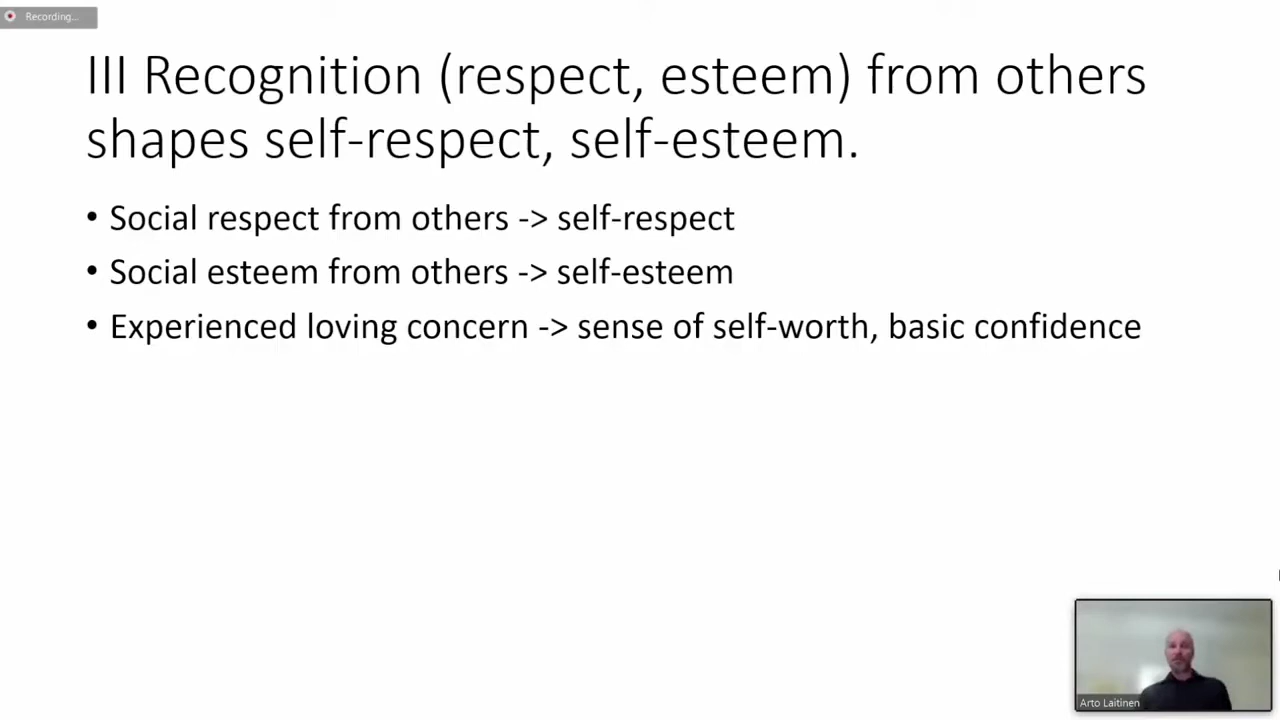 Recording...
III Recognition (respect, esteem) from others
shapes self-respect, self-esteem.
• Social respect from others -> self-respect
• Social esteem from others -> self-esteem
• Experienced loving concern -> sense of self-worth, basic confidence
Arto Laitinen